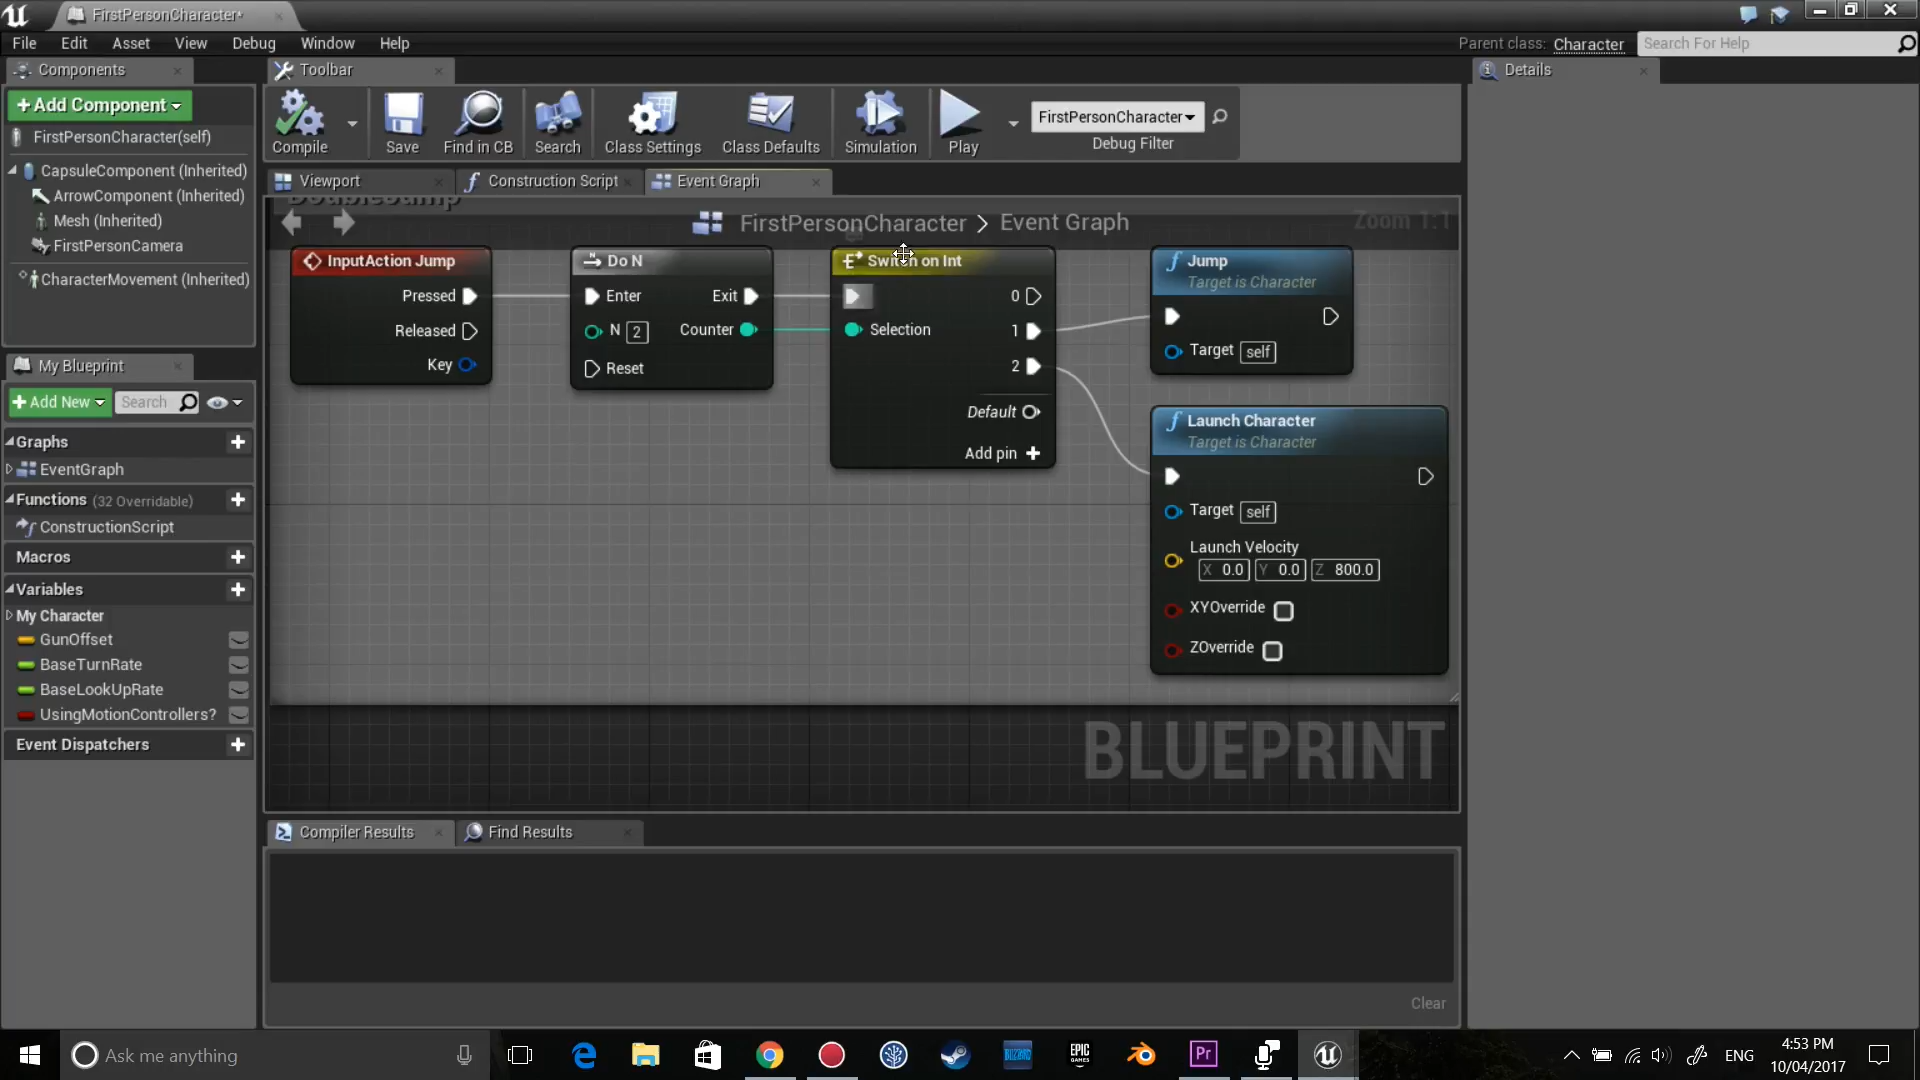 FirstPersonCharacter*
File Edit Asset View Debug Window Help
Parent class: Character Search For Help
Components
Toolbar
Details
Add Component
FirstPersonCharacter(self)
CapsuleComponent (Inherited)
ArrowComponent (Inherited)
Mesh (Inherited)
FirstPersonCamera
CharacterMovement (Inherited)
Compile
Save
Find in CB
Search
Class Settings
Class Defaults
Simulation
Play
FirstPersonCharacter
Debug Filter
Viewport
Construction Script
Event Graph
DoubleJump
FirstPersonCharacter > Event Graph
Zoom 1:1
InputAction Jump
Pressed
Released
Key
Do N
Enter Exit
N 2 Counter
Reset
Switch on Int
0
Selection 1
2
Default
Add pin
Jump
Target is Character
Target self
Launch Character
Target is Character
Target self
Launch Velocity
X 0.0 Y 0.0 Z 800.0
XYOverride
ZOverride
BLUEPRINT
My Blueprint
Add New Search
Graphs
EventGraph
Functions (32 Overridable)
ConstructionScript
Macros
Variables
My Character
GunOffset
BaseTurnRate
BaseLookUpRate
UsingMotionControllers?
Event Dispatchers
Compiler Results
Find Results
Clear
Ask me anything
BLIZZARD
EPIC
GAMES
Pr
ENG
4:53 PM
10/04/2017